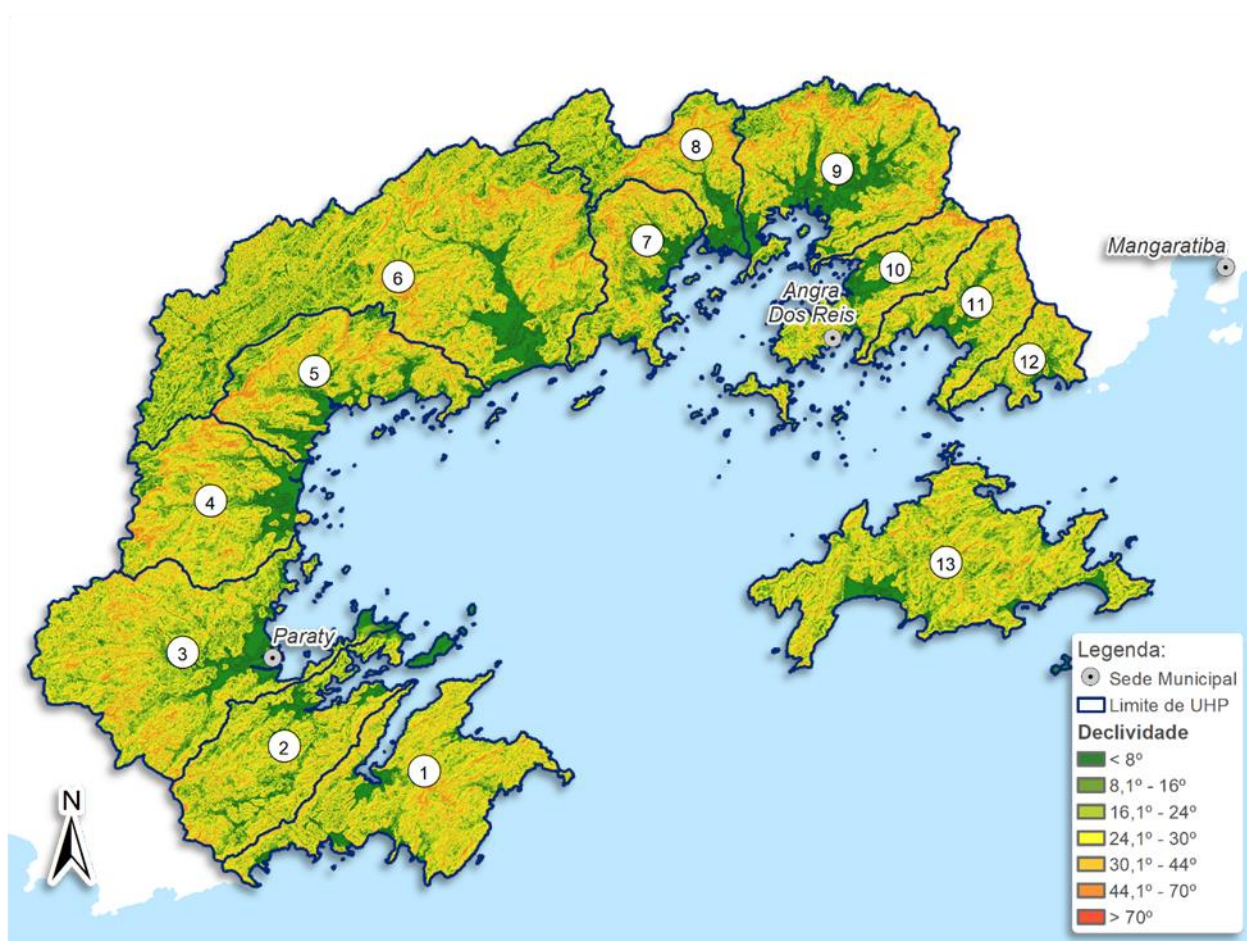 8
9
Mangaratiba
7
6
10
Angra
Dos Reis
11
5
12
4
13
3
Paraty
2
1
N
Legenda:
Sede Municipal
Limite de UHP
Declividade
< 8º
8,1º - 16º
16,1º - 24º
24,1º - 30º
30,1º - 44º
44,1º - 70º
> 70º